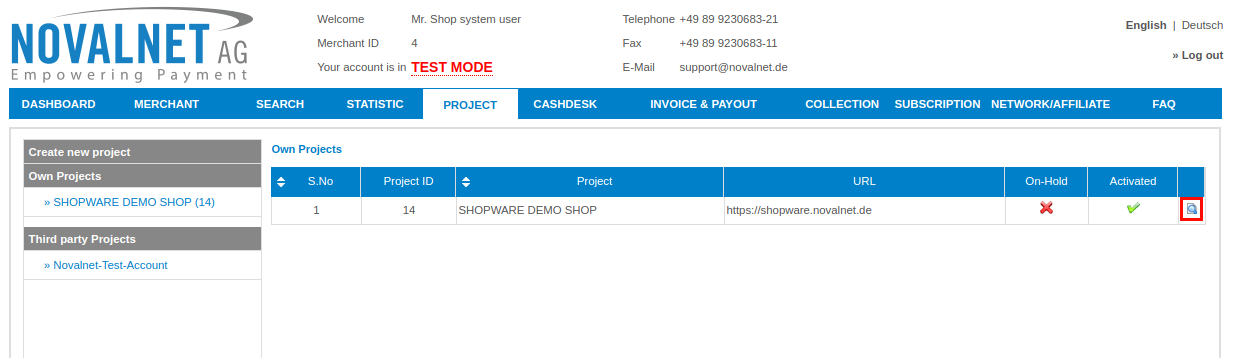 NOVALNET AG
Empowering Payment
Welcome Mr. Shop system user
Merchant ID 4
Your account is in TEST MODE
Telephone +49 89 9230683-21
Fax +49 89 9230683-11
E-Mail support@novalnet.de
English | Deutsch
» Log out
DASHBOARD MERCHANT SEARCH STATISTIC PROJECT CASHDESK INVOICE & PAYOUT COLLECTION SUBSCRIPTION NETWORK/AFFILIATE FAQ
Create new project
Own Projects
» SHOPWARE DEMO SHOP (14)
Third party Projects
» Novalnet-Test-Account
Own Projects
S.No Project ID Project URL On-Hold Activated
1 14 SHOPWARE DEMO SHOP https://shopware.novalnet.de